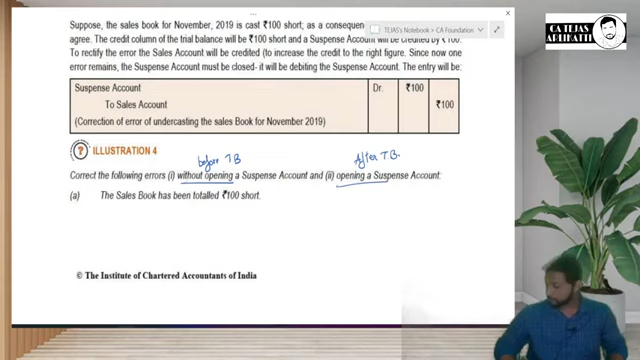 Suppose, the sales book for November, 2019 is cast ₹100 short; as a consequen
TEJAS's Notebook > CA Foundation
agree. The credit column of the trial balance will be ₹100 short and a Suspense Account will be credited by ₹100.
To rectify the error the Sales Account will be credited (to increase the credit to the right figure. Since now one
error remains, the Suspense Account must be closed- it will be debiting the Suspense Account. The entry will be:
Suspense Account Dr. ₹100
To Sales Account ₹100
(Correction of error of undercasting the sales Book for November 2019)
? ILLUSTRATION 4
before T B After T.B.
Correct the following errors (i) without opening a Suspense Account and (ii) opening a Suspense Account:
(a) The Sales Book has been totalled ₹100 short.
© The Institute of Chartered Accountants of India
CA TEJAS